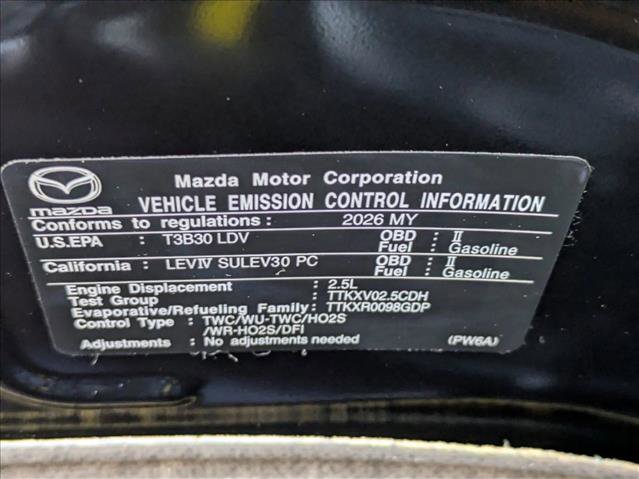 Mazda Motor Corporation
mazda
VEHICLE EMISSION CONTROL INFORMATION
Conforms to regulations: 2026 MY
U.S.EPA : T3B30 LDV OBD : II
Fuel : Gasoline
California : LEVIV SULEV30 PC OBD : II
Fuel : Gasoline
Engine Displacement : 2.5L
Test Group : TTKXV02.5CDH
Evaporative/Refueling Family: TTKXR0098GDP
Control Type : TWC/WU-TWC/HO2S
/WR-HO2S/DFI
Adjustments : No adjustments needed (PW6A)